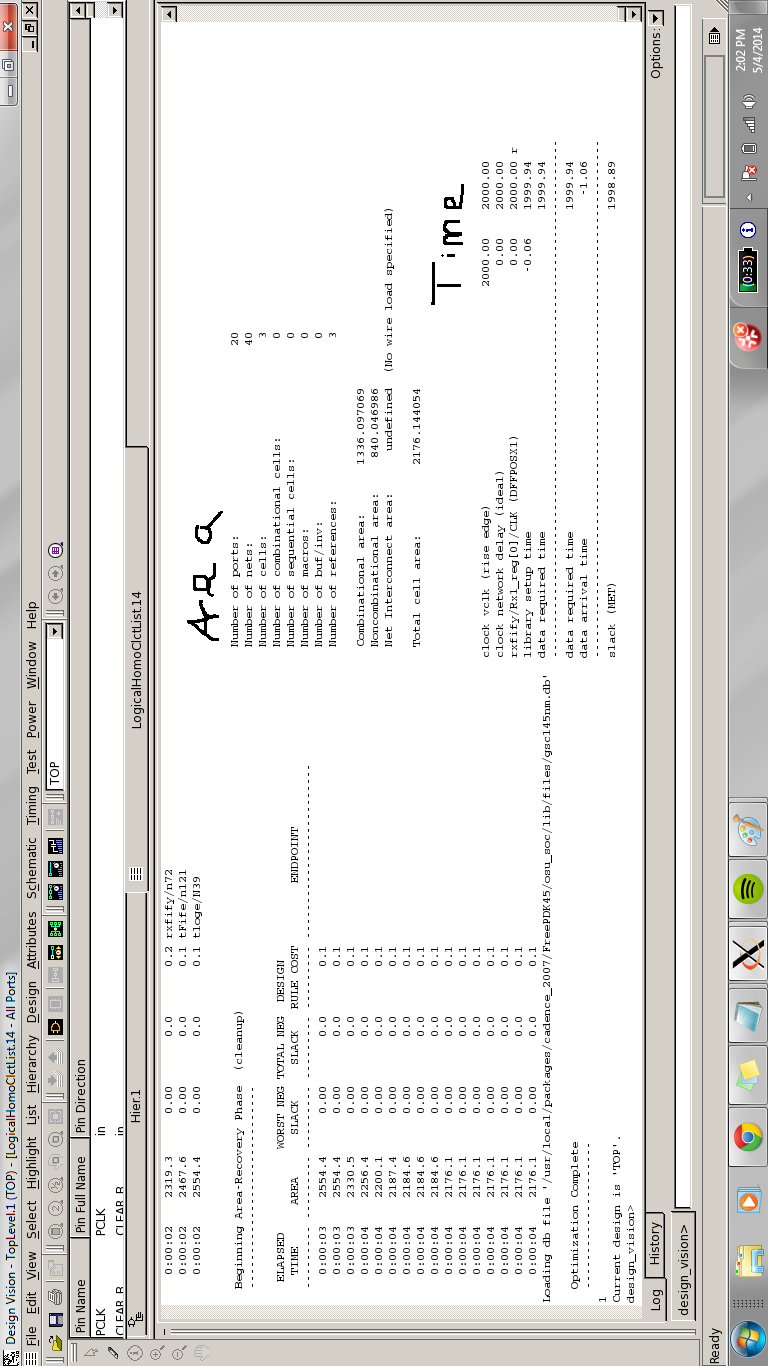 Design Vision - TopLevel.1 (TOP) - [LogicalHomoClctList.14 - All Ports]
File Edit View Select Highlight List Hierarchy Design Attributes Schematic Timing Test Power Window Help
TOP
Pin Name Pin Full Name Pin Direction
PCLK PCLK in
CLEAR_B CLEAR_B in
Hier.1 LogicalHomoClctList.14
0:00:02 2319.3 0.00 0.0 0.2 rxfify/n72
0:00:02 2467.6 0.00 0.0 0.1 tFife/n121
0:00:02 2554.4 0.00 0.0 0.1 tloge/N39
Beginning Area-Recovery Phase (cleanup)
-----------------------------
ELAPSED WORST NEG TOTAL NEG DESIGN
TIME AREA SLACK SLACK RULE COST ENDPOINT
--------- --------- --------- --------- --------- -------------------------
0:00:03 2554.4 0.00 0.0 0.1
0:00:03 2554.4 0.00 0.0 0.1
0:00:03 2330.5 0.00 0.0 0.1
0:00:04 2256.4 0.00 0.0 0.1
0:00:04 2200.1 0.00 0.0 0.1
0:00:04 2187.4 0.00 0.0 0.1
0:00:04 2184.6 0.00 0.0 0.1
0:00:04 2184.6 0.00 0.0 0.1
0:00:04 2184.6 0.00 0.0 0.1
0:00:04 2176.1 0.00 0.0 0.1
0:00:04 2176.1 0.00 0.0 0.1
0:00:04 2176.1 0.00 0.0 0.1
0:00:04 2176.1 0.00 0.0 0.1
0:00:04 2176.1 0.00 0.0 0.1
0:00:04 2176.1 0.00 0.0 0.1
0:00:04 2176.1 0.00 0.0 0.1
Loading db file '/usr/local/packages/cadence_2007/FreePDK45/osu_soc/lib/files/gscl45nm.db'
Optimization Complete
---------------------
1
Current design is 'TOP'.
design_vision>
Area
Number of ports: 20
Number of nets: 40
Number of cells: 3
Number of combinational cells: 0
Number of sequential cells: 0
Number of macros: 0
Number of buf/inv: 0
Number of references: 3
Combinational area: 1336.097069
Noncombinational area: 840.046986
Net Interconnect area: undefined (No wire load specified)
Total cell area: 2176.144054
Time
clock vclk (rise edge) 2000.00 2000.00
clock network delay (ideal) 0.00 2000.00
rxfify/Rx1_reg[0]/CLK (DFFPOSX1) 0.00 2000.00 r
library setup time -0.06 1999.94
data required time 1999.94
-----------------------------------------------------------
data required time 1999.94
data arrival time -1.06
-----------------------------------------------------------
slack (MET) 1998.89
Log History Options:
design_vision>
Ready
(0:33)
2:02 PM
5/4/2014